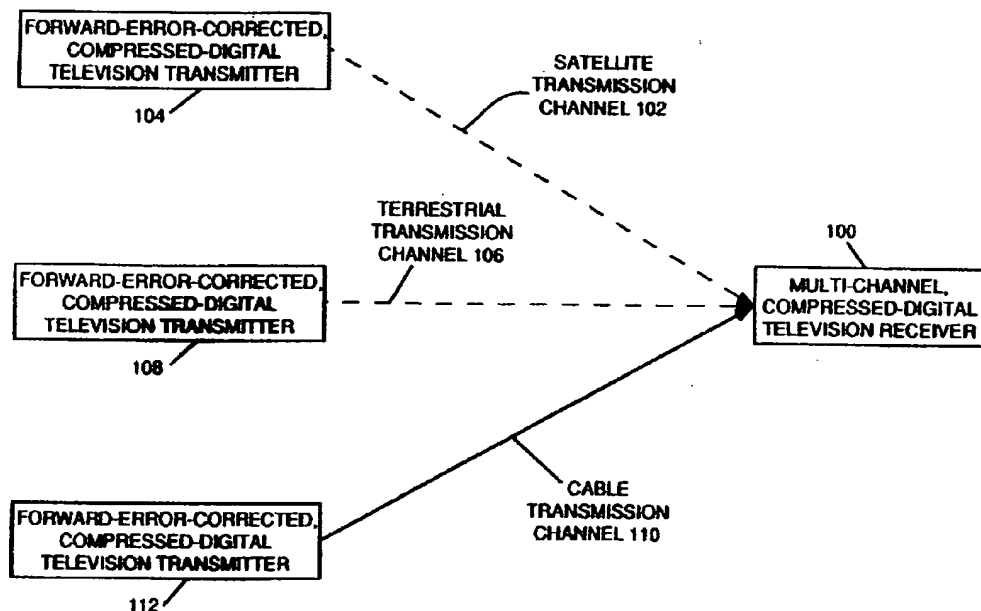 FORWARD-ERROR-CORRECTED,
COMPRESSED-DIGITAL
TELEVISION TRANSMITTER
104
SATELLITE
TRANSMISSION
CHANNEL 102
TERRESTRIAL
TRANSMISSION
CHANNEL 106
FORWARD-ERROR-CORRECTED,
COMPRESSED-DIGITAL
TELEVISION TRANSMITTER
108
100
MULTI-CHANNEL,
COMPRESSED-DIGITAL
TELEVISION RECEIVER
CABLE
TRANSMISSION
CHANNEL 110
FORWARD-ERROR-CORRECTED,
COMPRESSED-DIGITAL
TELEVISION TRANSMITTER
112